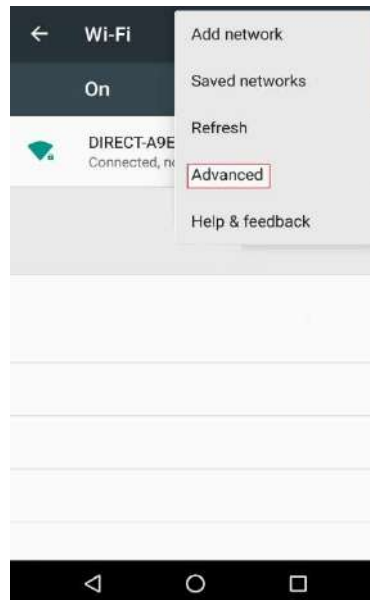 Wi-Fi
Add network
On
Saved networks
Refresh
DIRECT-A9E
Connected,
Advanced
Help & feedback